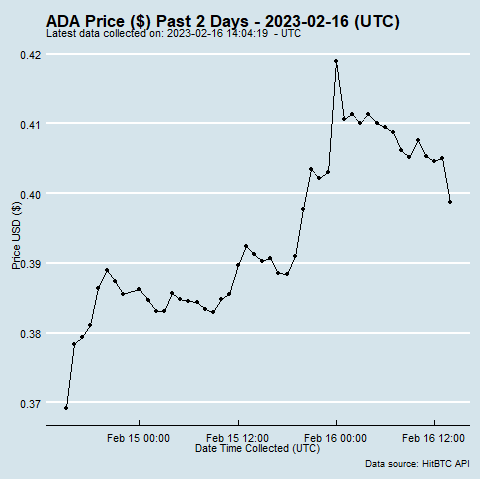 ADA Price ($) Past 2 Days - 2023-02-16 (UTC)
Latest data collected on: 2023-02-16 14:04:19  - UTC
0.42
0.41
0.40
0.39
0.38
0.37
Price USD ($)
Feb 15 00:00
Feb 15 12:00
Feb 16 00:00
Feb 16 12:00
Date Time Collected (UTC)
Data source: HitBTC API